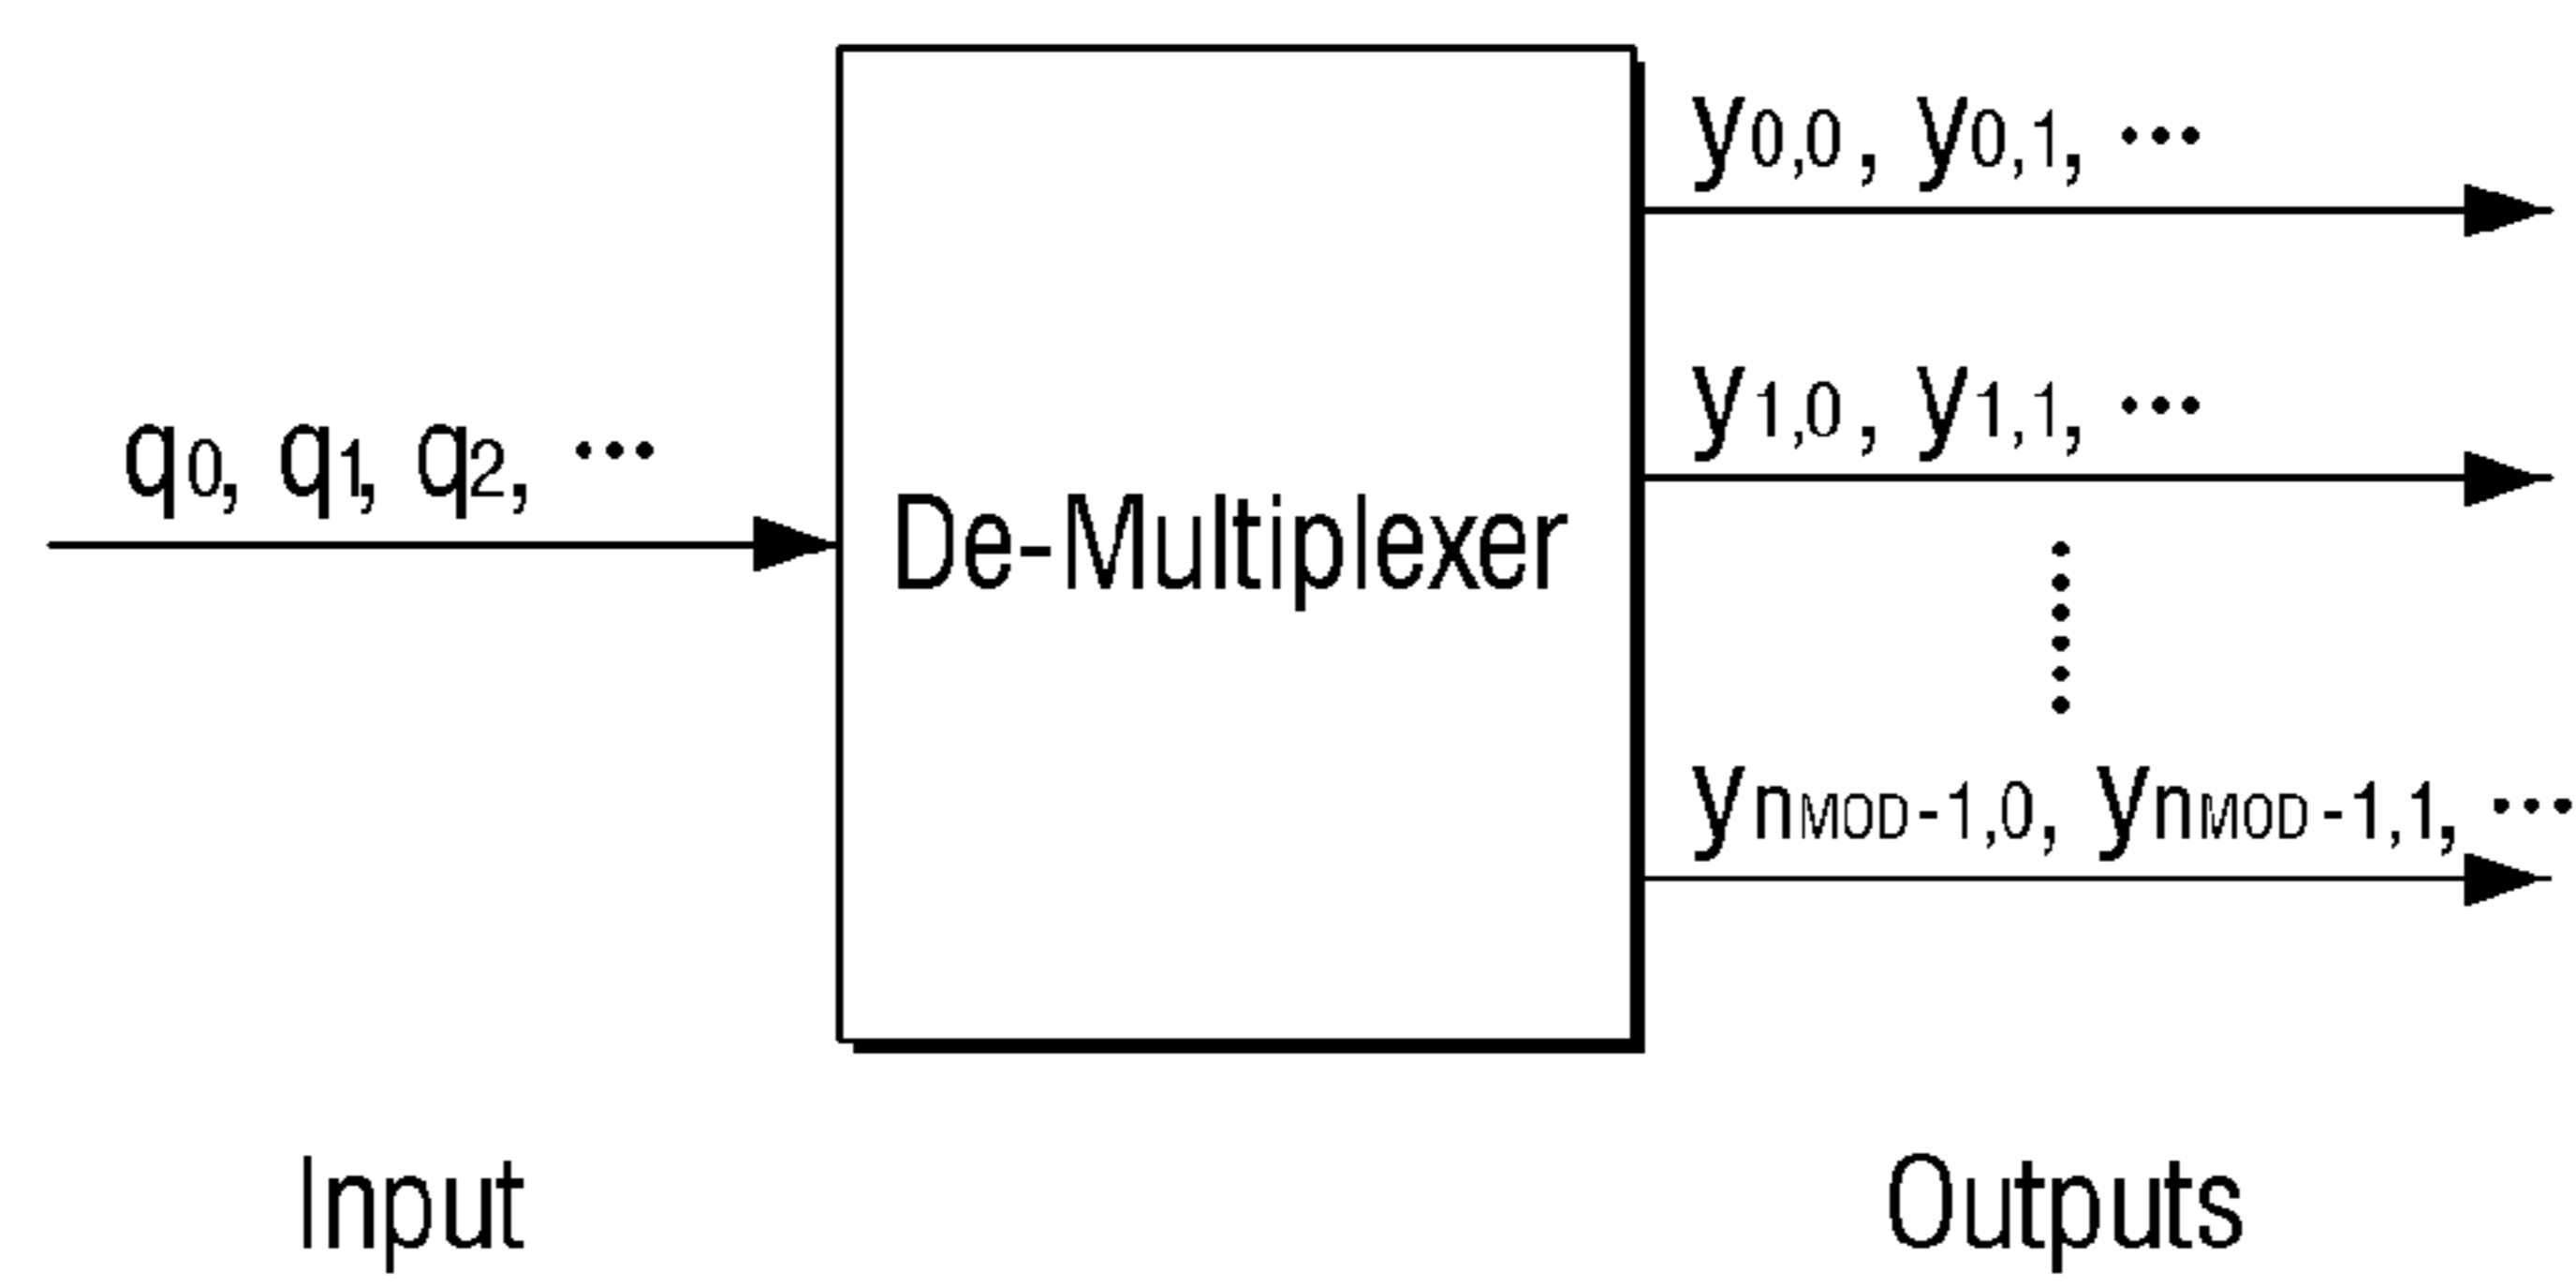 q0, q1, q2, ···
De-Multiplexer
y0,0, y0,1, ···
y1,0, y1,1, ···
ynMOD-1,0, ynMOD-1,1, ···
Input
Outputs